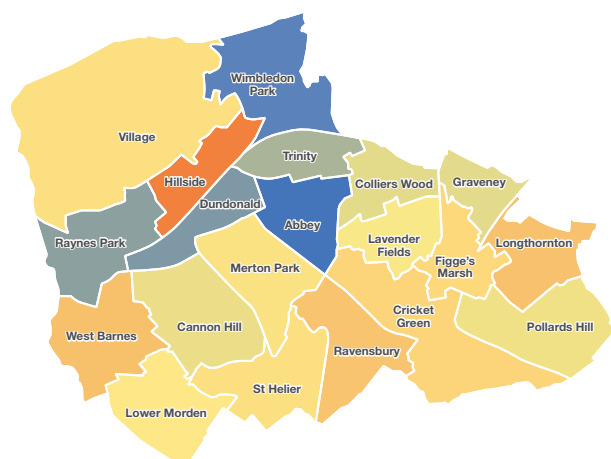 Wimbledon
Park
Village
Trinity
Hillside
Colliers Wood
Graveney
Dundonald
Abbey
Raynes Park
Lavender
Fields
Longthornton
Merton Park
Figge's
Marsh
Cricket
Green
Cannon Hill
Pollards Hill
West Barnes
Ravensbury
St Helier
Lower Morden